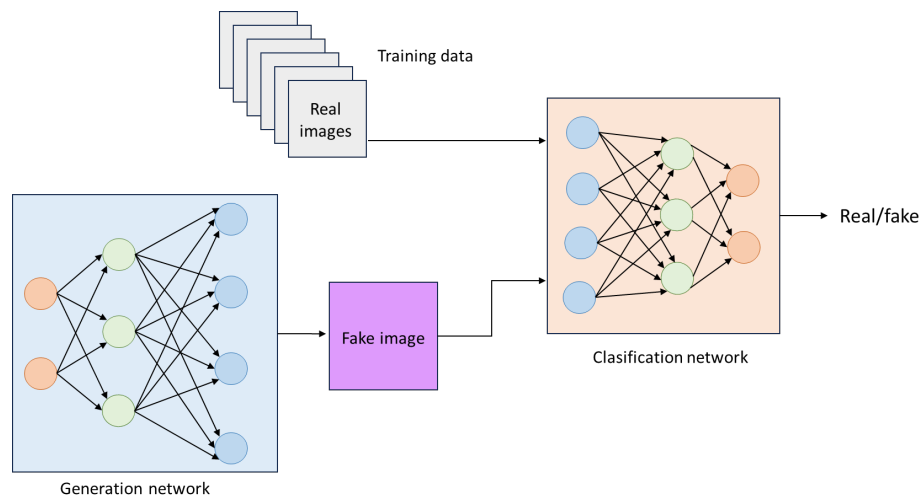 Training data
Real
images
Real/fake
Fake image
Clasification network
Generation network